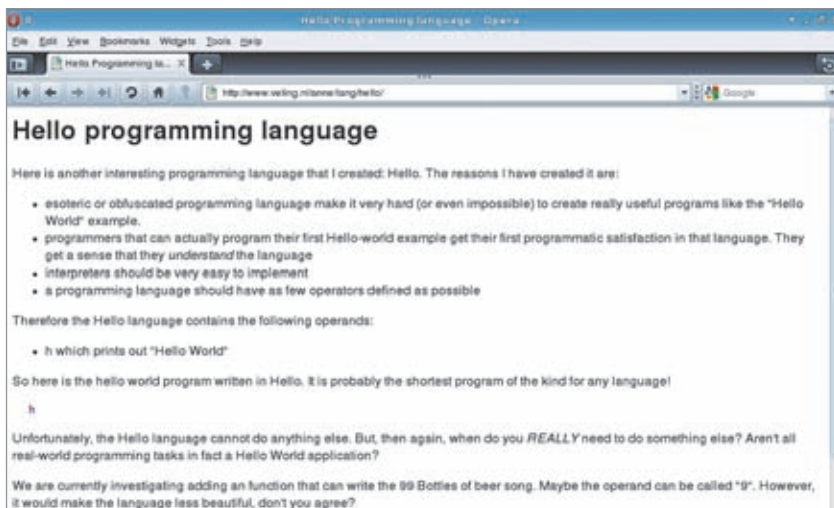 Hello Programming language - Opera
File Edit View Bookmarks Widgets Tools Help
Hello Programming la...
http://www.veling.nl/anne/lang/hello/ Google
Hello programming language
Here is another interesting programming language that I created: Hello. The reasons I have created it are:
• esoteric or obfuscated programming language make it very hard (or even impossible) to create really useful programs like the "Hello
World" example.
• programmers that can actually program their first Hello-world example get their first programmatic satisfaction in that language. They
get a sense that they understand the language
• interpreters should be very easy to implement
• a programming language should have as few operators defined as possible
Therefore the Hello language contains the following operands:
• h which prints out "Hello World"
So here is the hello world program written in Hello. It is probably the shortest program of the kind for any language!
h
Unfortunately, the Hello language cannot do anything else. But, then again, when do you REALLY need to do something else? Aren't all
real-world programming tasks in fact a Hello World application?
We are currently investigating adding an function that can write the 99 Bottles of beer song. Maybe the operand can be called "9". However,
it would make the language less beautiful, don't you agree?